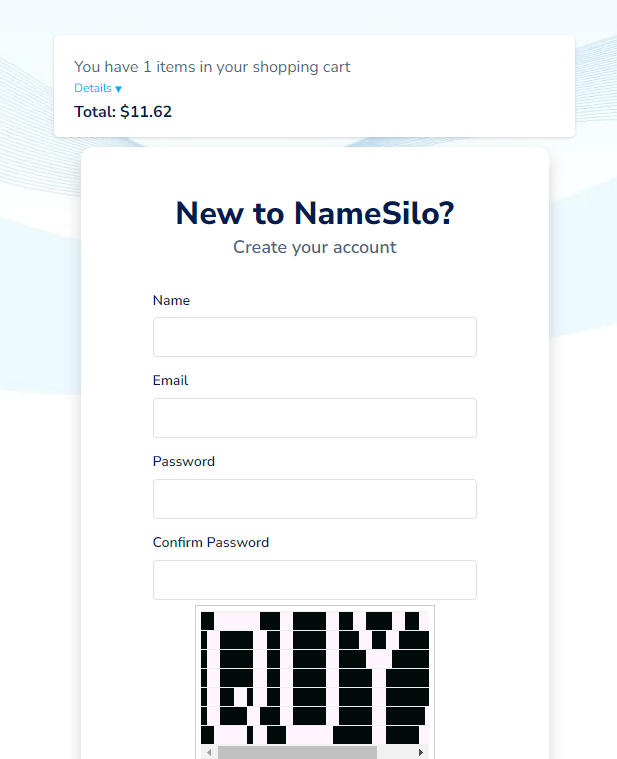 You have 1 items in your shopping cart
Details ▼
Total: $11.62
New to NameSilo?
Create your account
Name
Email
Password
Confirm Password